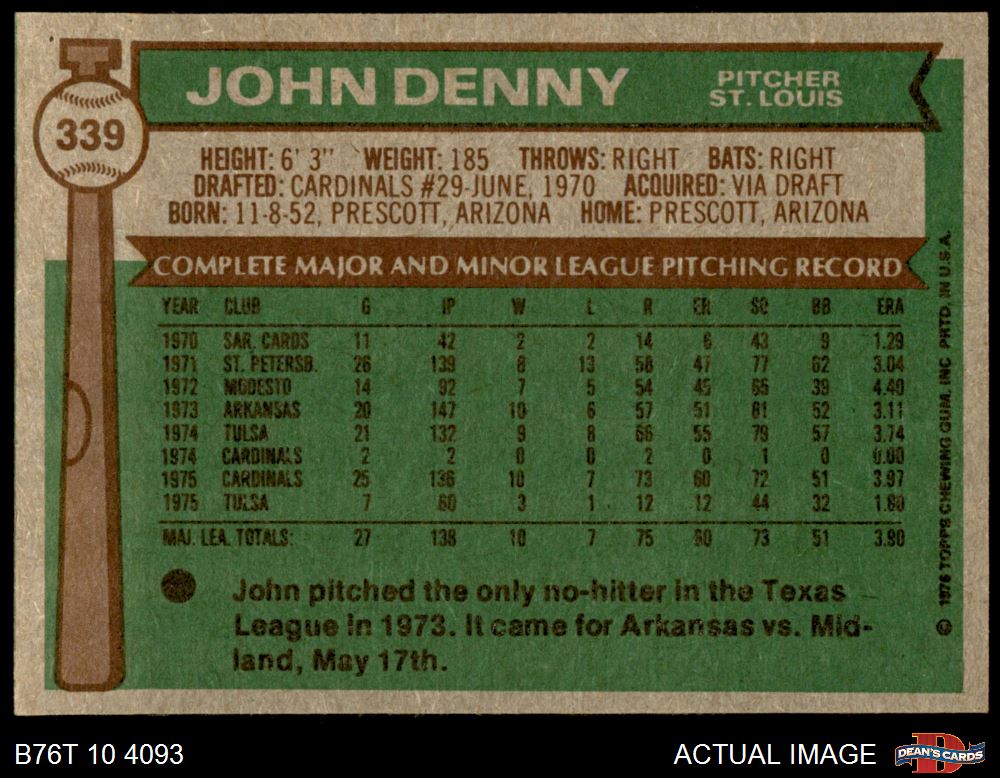 JOHN DENNY
PITCHER
ST. LOUIS
339
HEIGHT: 6' 3" WEIGHT: 185 THROWS: RIGHT BATS: RIGHT
DRAFTED: CARDINALS #29-JUNE, 1970 ACQUIRED: VIA DRAFT
BORN: 11-8-52, PRESCOTT, ARIZONA HOME: PRESCOTT, ARIZONA
COMPLETE MAJOR AND MINOR LEAGUE PITCHING RECORD
YEAR CLUB G IP W L R ER SO BB ERA
1970 SAR. CARDS 11 42 2 2 14 6 43 9 1.29
1971 ST. PETERSB. 26 139 8 13 58 47 77 62 3.04
1972 MODESTO 14 92 7 5 54 45 65 39 4.40
1973 ARKANSAS 20 147 10 6 57 51 81 52 3.11
1974 TULSA 21 132 9 8 66 55 79 57 3.74
1974 CARDINALS 2 2 0 0 2 0 1 0 0.00
1975 CARDINALS 25 136 10 7 73 60 72 51 3.97
1975 TULSA 7 60 3 1 12 12 44 32 1.80
MAJ. LEA. TOTALS: 27 138 10 7 75 60 73 51 3.90
John pitched the only no-hitter in the Texas
League in 1973. It came for Arkansas vs. Mid-
land, May 17th.
© 1976 TOPPS CHEWING GUM, INC PRTD. IN U.S.A.
B76T 10 4093
ACTUAL IMAGE
DEAN'S CARDS